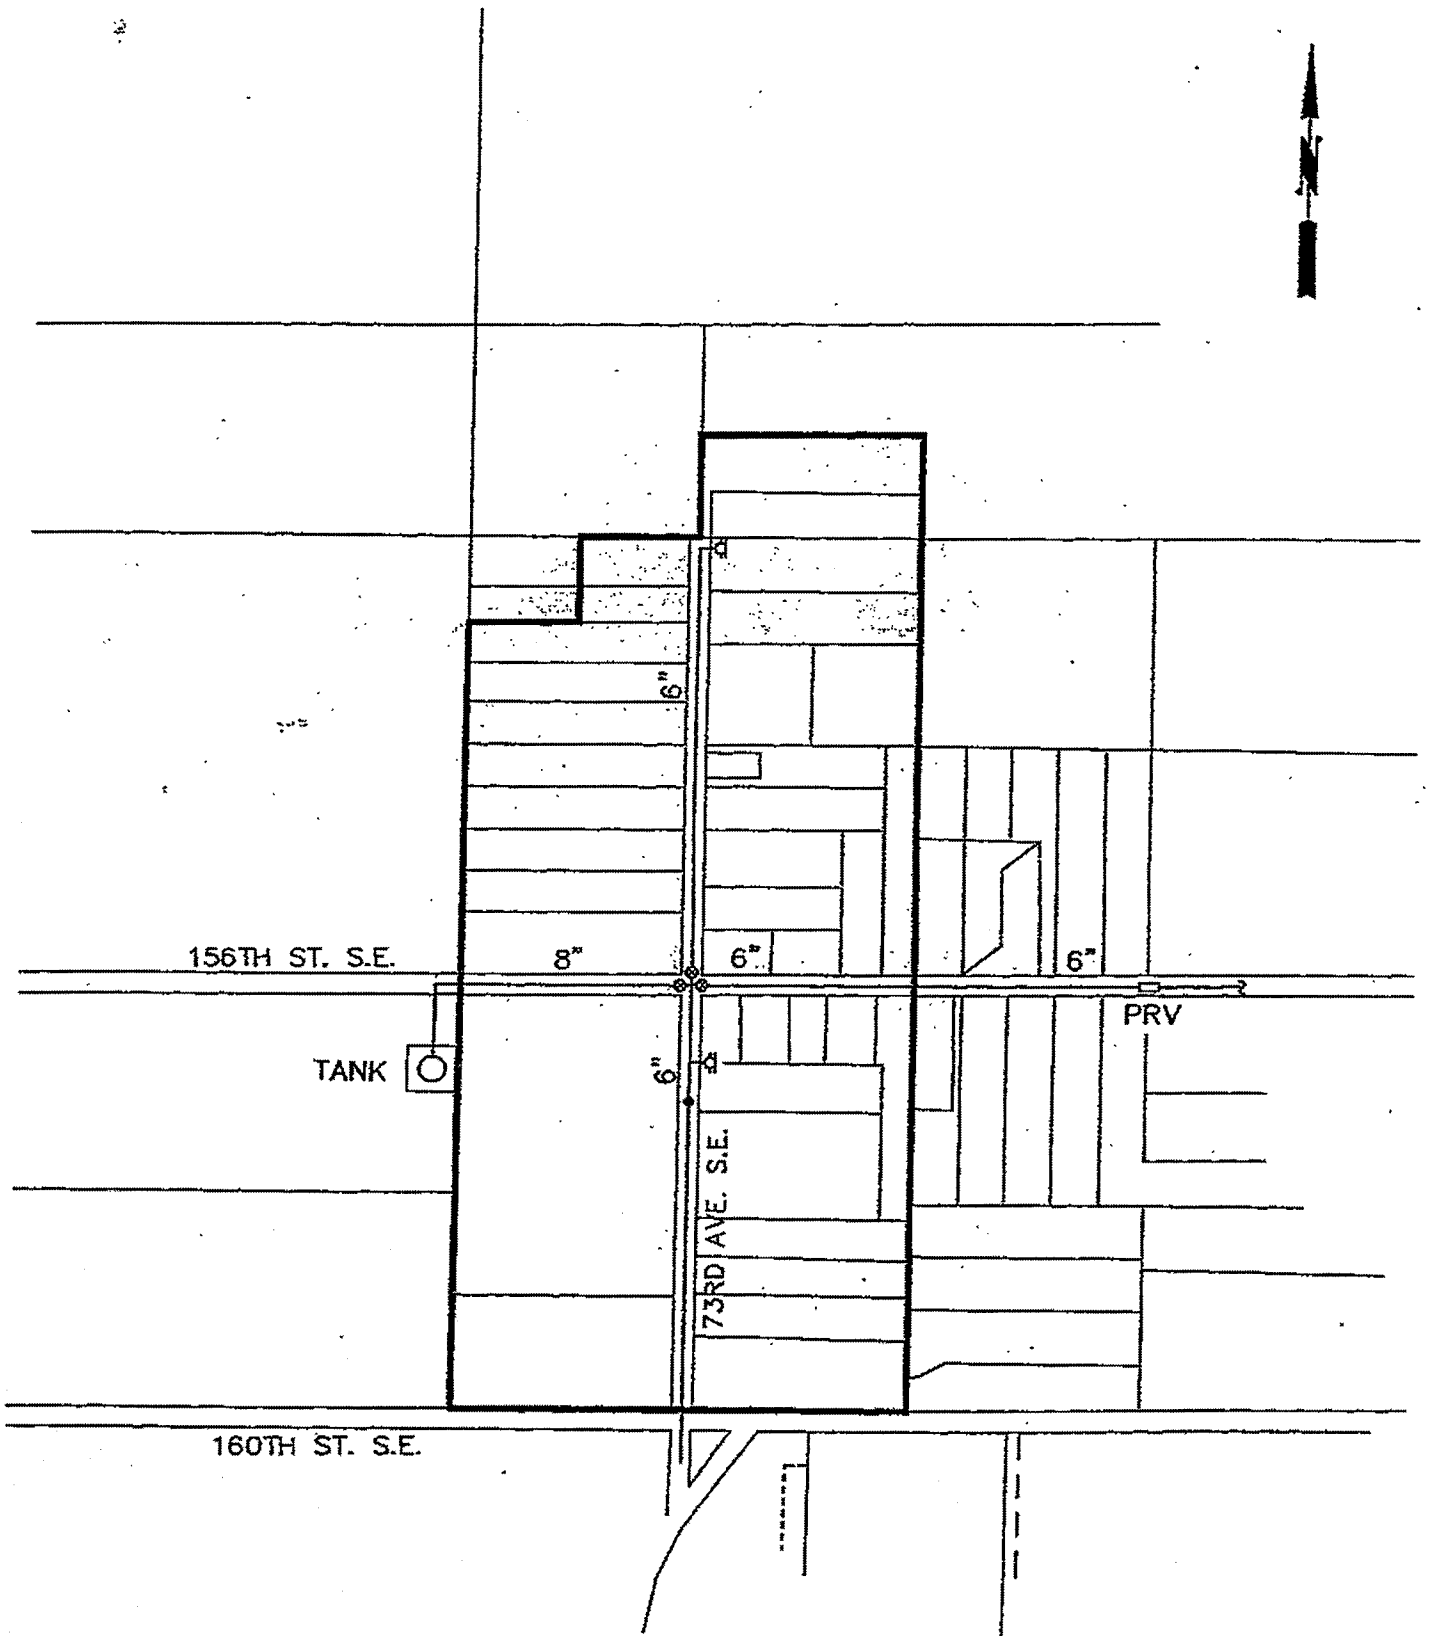 N
6"
156TH ST. S.E.
8"
6"
6"
PRV
TANK
6"
73RD AVE. S.E.
160TH ST. S.E.